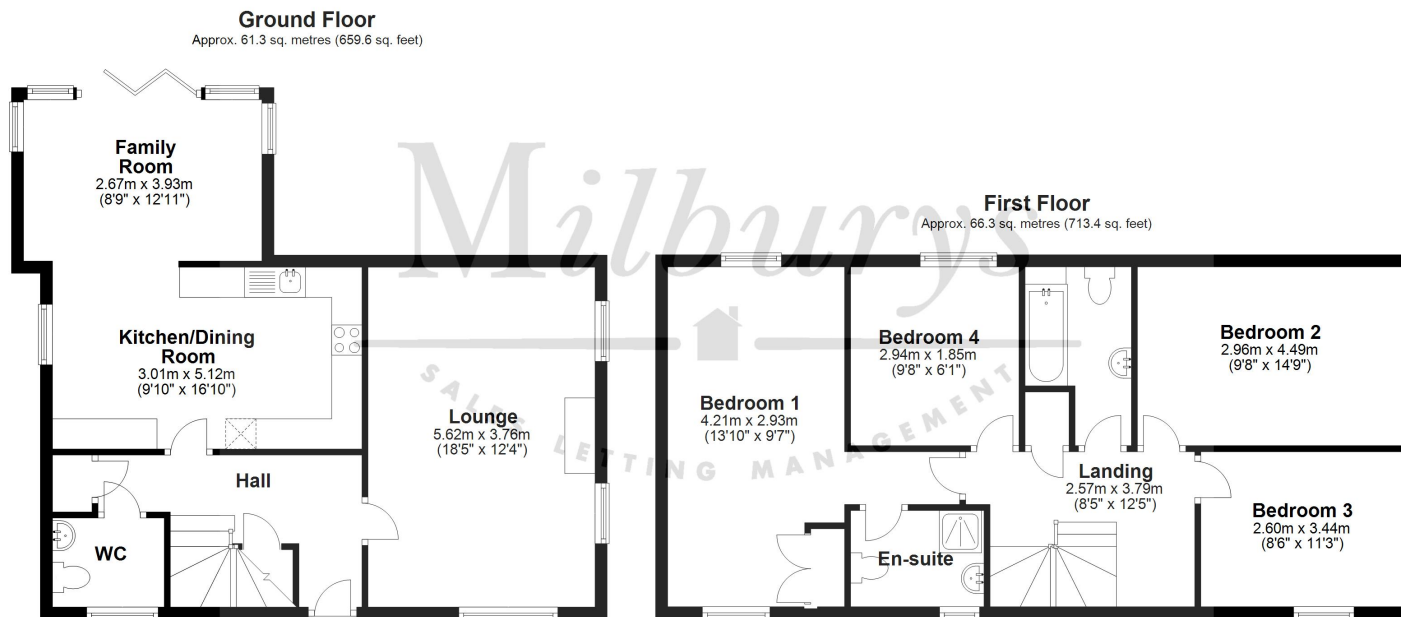 Ground Floor
Approx. 61.3 sq. metres (659.6 sq. feet)
Family
Room
2.67m x 3.93m
(8'9" x 12'11")
Kitchen/Dining
Room
3.01m x 5.12m
(9'10" x 16'10")
Lounge
5.62m x 3.76m
(18'5" x 12'4")
Hall
WC
Milburys
SALES LETTING MANAGEMENT
First Floor
Approx. 66.3 sq. metres (713.4 sq. feet)
Bedroom 1
4.21m x 2.93m
(13'10" x 9'7")
Bedroom 4
2.94m x 1.85m
(9'8" x 6'1")
Bedroom 2
2.96m x 4.49m
(9'8" x 14'9")
Landing
2.57m x 3.79m
(8'5" x 12'5")
Bedroom 3
2.60m x 3.44m
(8'6" x 11'3")
En-suite